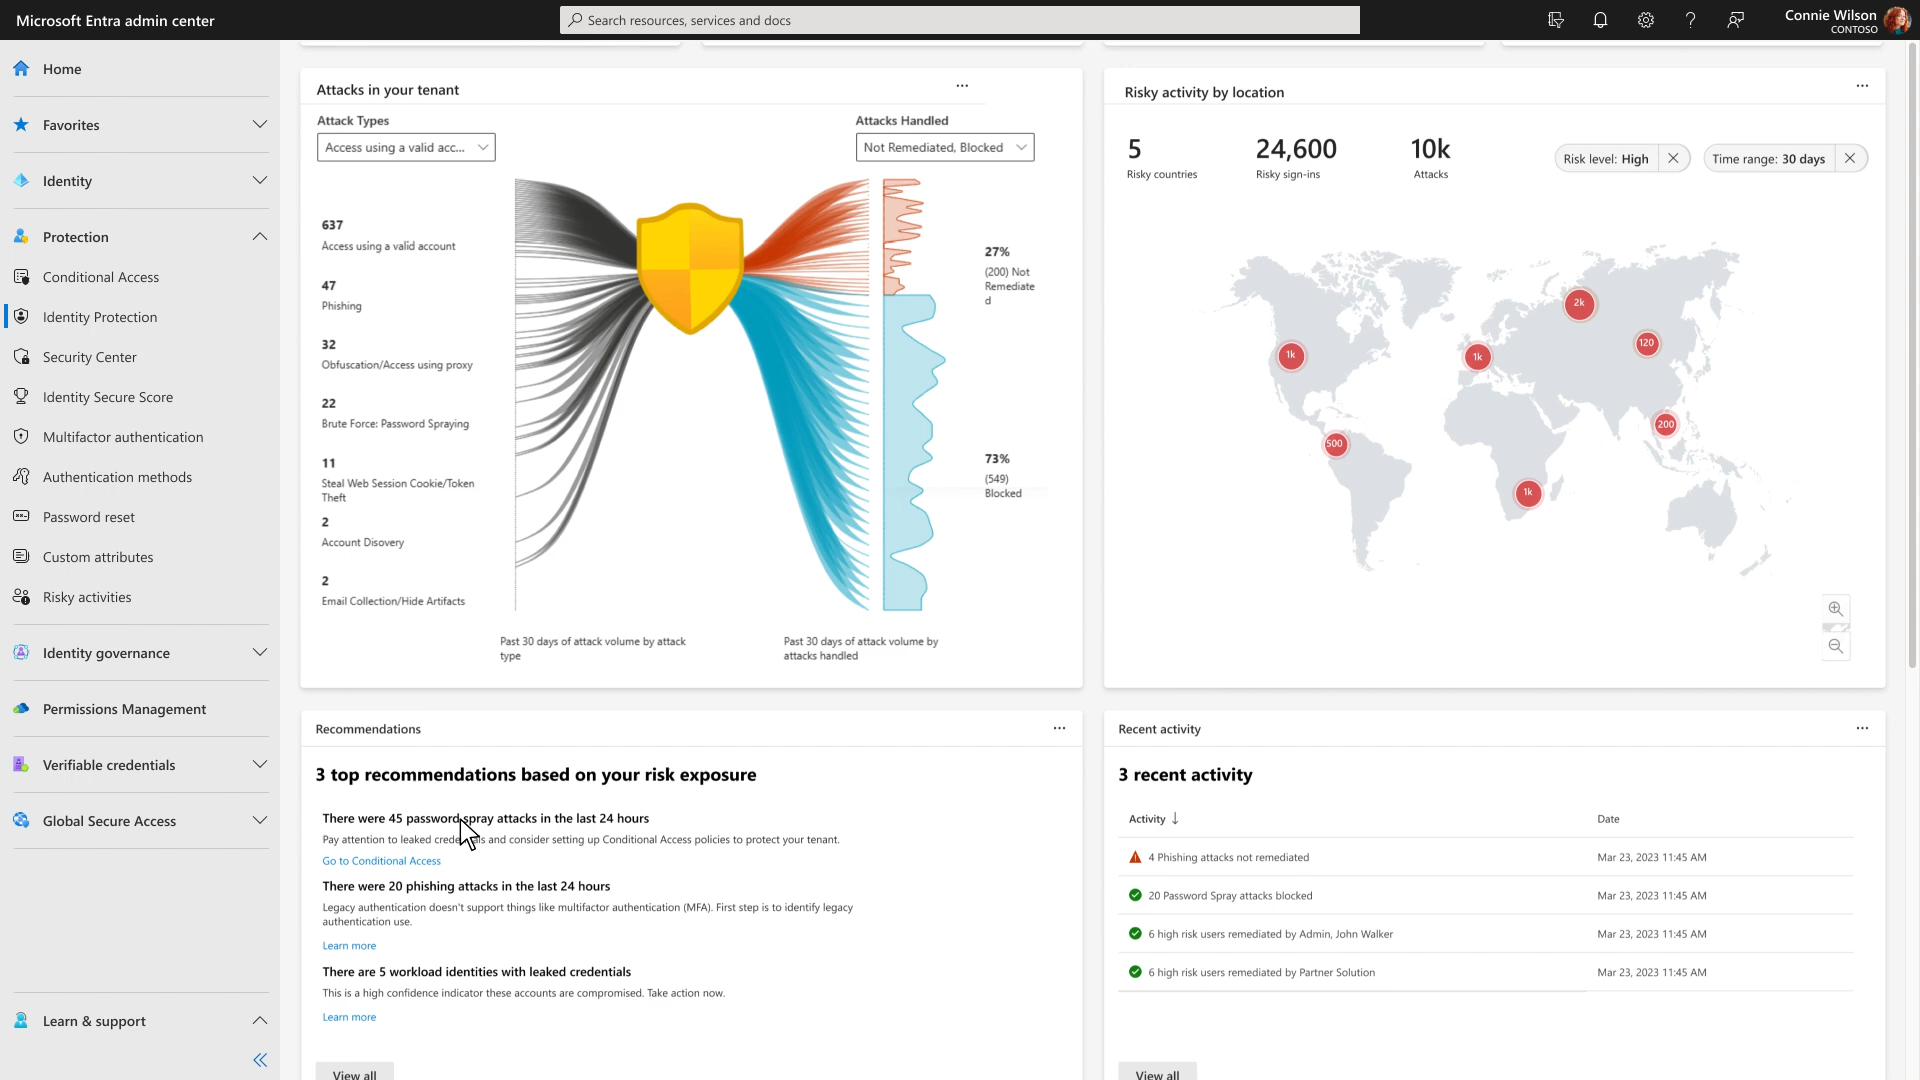 Microsoft Entra admin center
Search resources, services and docs
Connie Wilson
CONTOSO
Home
Favorites
Identity
Protection
Conditional Access
Identity Protection
Security Center
Identity Secure Score
Multifactor authentication
Authentication methods
Password reset
Custom attributes
Risky activities
Identity governance
Permissions Management
Verifiable credentials
Global Secure Access
Learn & support
Attacks in your tenant
Attack Types
Access using a valid acc...
Attacks Handled
Not Remediated, Blocked
637
Access using a valid account
47
Phishing
32
Obfuscation/Access using proxy
22
Brute Force: Password Spraying
11
Steal Web Session Cookie/Token
Theft
2
Account Disovery
2
Email Collection/Hide Artifacts
27%
(200) Not
Remediate
d
73%
(549)
Blocked
Past 30 days of attack volume by attack
type
Past 30 days of attack volume by
attacks handled
Risky activity by location
5
Risky countries
24,600
Risky sign-ins
10k
Attacks
Risk level: High
Time range: 30 days
2k
120
1k
1k
200
500
1k
Recommendations
3 top recommendations based on your risk exposure
There were 45 password spray attacks in the last 24 hours
Pay attention to leaked credentials and consider setting up Conditional Access policies to protect your tenant.
Go to Conditional Access
There were 20 phishing attacks in the last 24 hours
Legacy authentication doesn't support things like multifactor authentication (MFA). First step is to identify legacy
authentication use.
Learn more
There are 5 workload identities with leaked credentials
This is a high confidence indicator these accounts are compromised. Take action now.
Learn more
View all
Recent activity
3 recent activity
Activity ↓ Date
4 Phishing attacks not remediated Mar 23, 2023 11:45 AM
20 Password Spray attacks blocked Mar 23, 2023 11:45 AM
6 high risk users remediated by Admin, John Walker Mar 23, 2023 11:45 AM
6 high risk users remediated by Partner Solution Mar 23, 2023 11:45 AM
View all